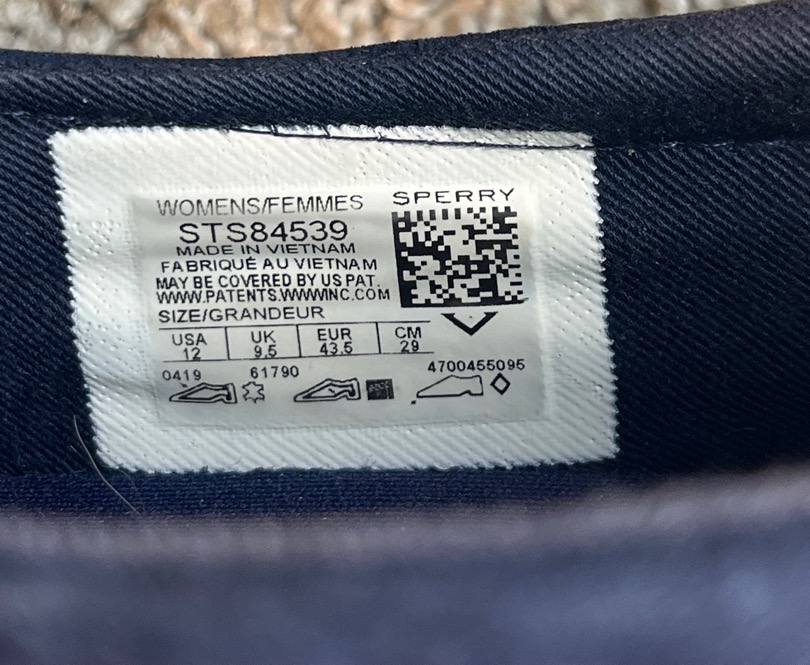 WOMENS/FEMMES
SPERRY
STS84539
MADE IN VIETNAM
FABRIQUÉ AU VIETNAM
MAY BE COVERED BY US PAT.
WWW.PATENTS.WWWINC.COM
SIZE/GRANDEUR
USA UK EUR CM
12 9.5 43.5 29
0419 61790 4700455095